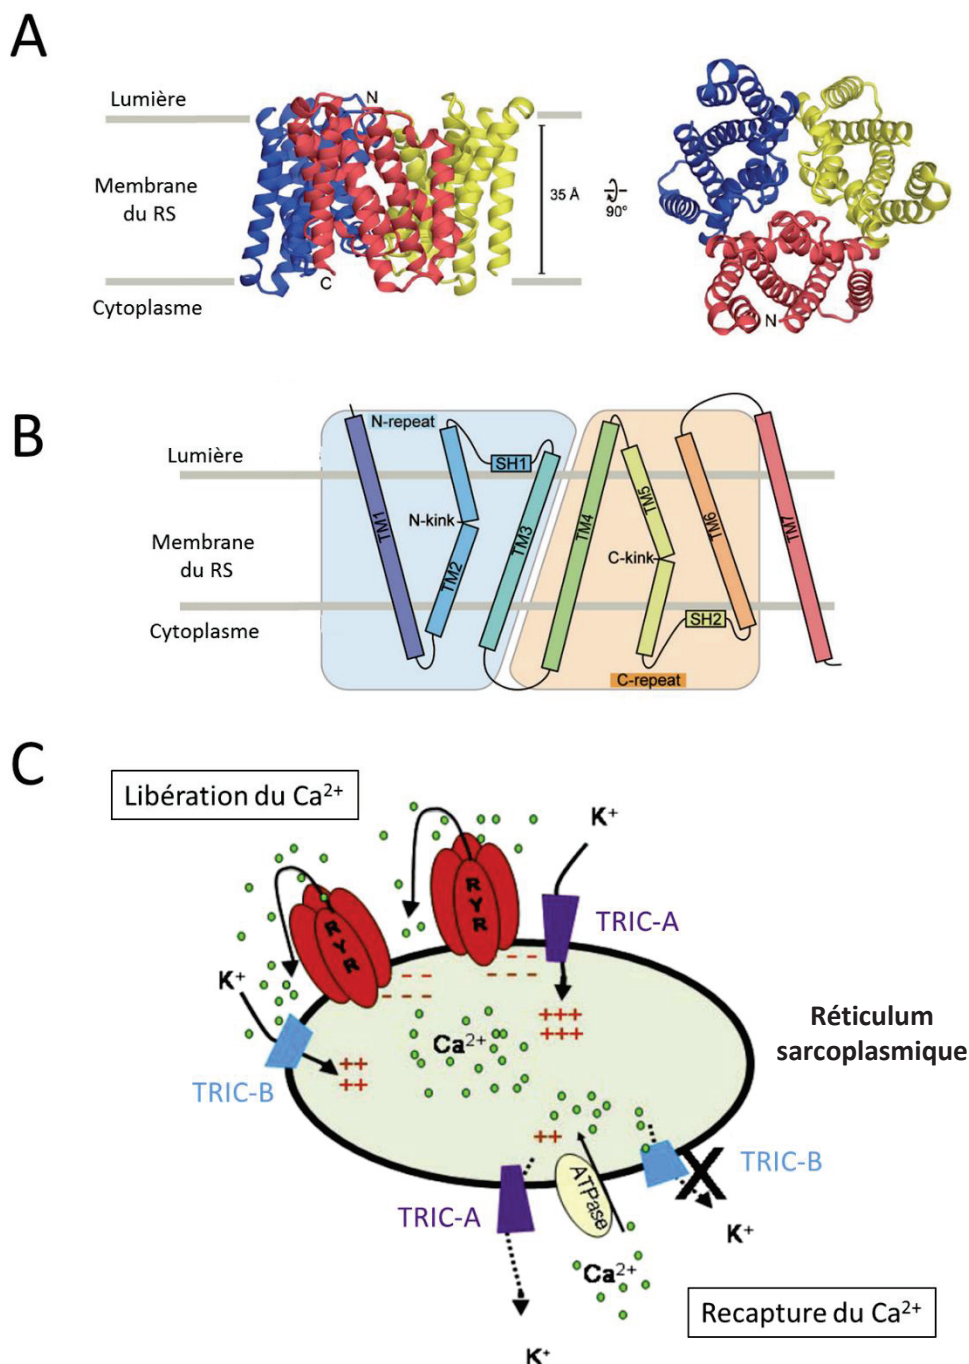 A
Lumière
Membrane
du RS
Cytoplasme
N
C
35 Å
90°
N
B
Lumière
Membrane
du RS
Cytoplasme
N-repeat
SH1
N-kink
TM1
TM2
TM3
TM4
TM5
C-kink
TM6
TM7
SH2
C-repeat
C
Libération du Ca²⁺
K⁺
RYR
RYR
TRIC-A
K⁺
-- --
-- --
+++
+++
Ca²⁺
++
++
TRIC-B
Réticulum
sarcoplasmique
++
ATPase
TRIC-B
X
TRIC-A
K⁺
Ca²⁺
K⁺
Recapture du Ca²⁺